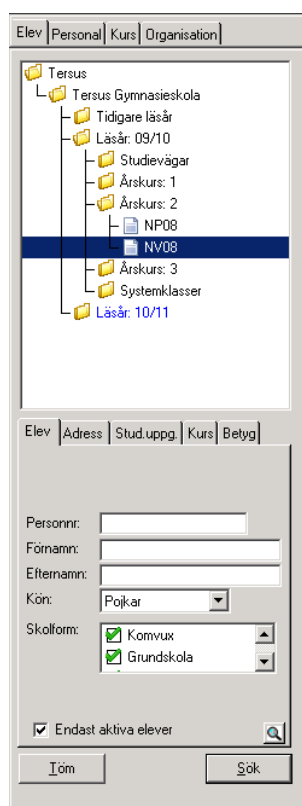 Elev Personal Kurs Organisation
Tersus
Tersus Gymnasieskola
Tidigare läsår
Läsår: 09/10
Studievägar
Årskurs: 1
Årskurs: 2
NP08
NV08
Årskurs: 3
Systemklasser
Läsår: 10/11
Elev Adress Stud.uppg. Kurs Betyg
Personnr:
Förnamn:
Efternamn:
Kön: Pojkar
Skolform: Komvux
Grundskola
Endast aktiva elever
Töm Sök